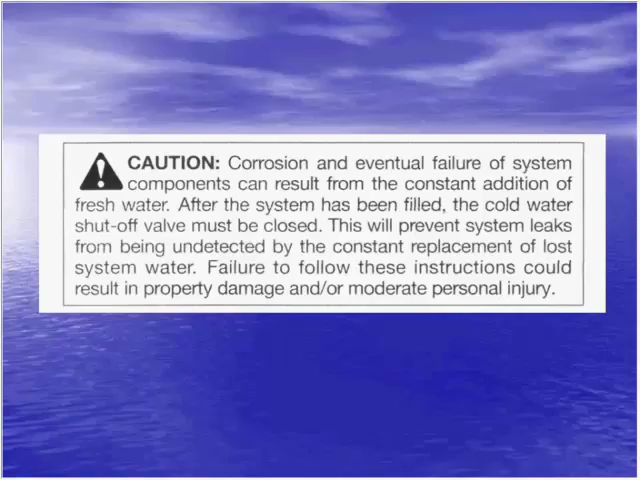 CAUTION: Corrosion and eventual failure of system
components can result from the constant addition of
fresh water. After the system has been filled, the cold water
shut-off valve must be closed. This will prevent system leaks
from being undetected by the constant replacement of lost
system water. Failure to follow these instructions could
result in property damage and/or moderate personal injury.